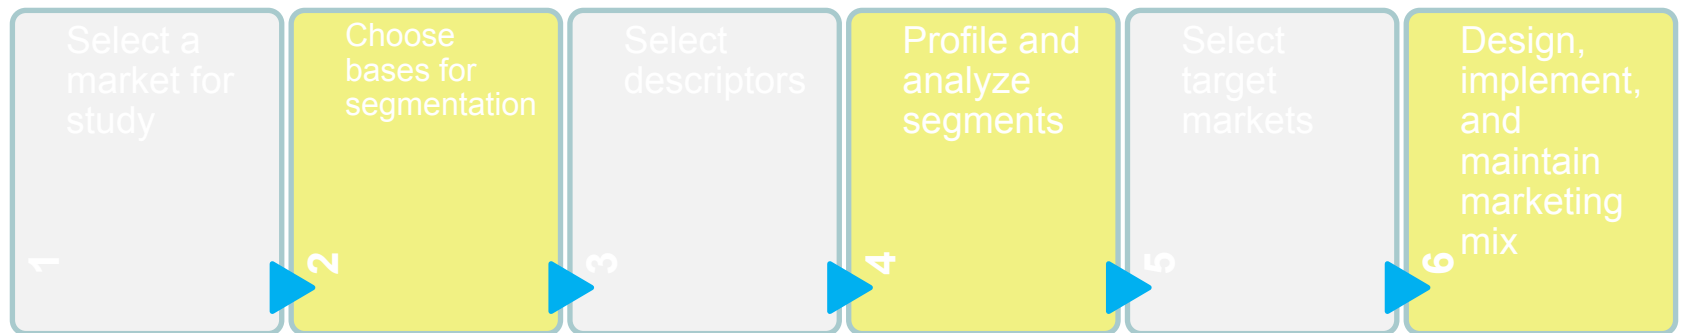 Select a
market for
study
1
Choose
bases for
segmentation
2
Select
descriptors
3
Profile and
analyze
segments
4
Select
target
markets
5
Design,
implement,
and
maintain
marketing
mix
6